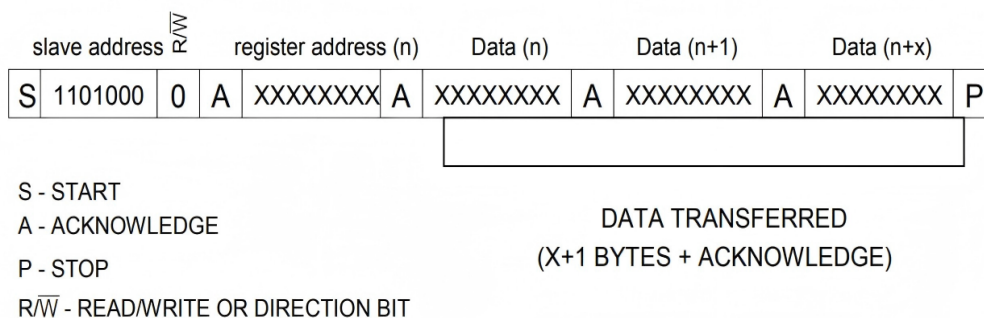 slave address R/W̅ register address (n) Data (n) Data (n+1) Data (n+x)
S 1101000 0 A XXXXXXXX A XXXXXXXX A XXXXXXXX A XXXXXXXX P
S - START
A - ACKNOWLEDGE
P - STOP
R/W̅ - READ/WRITE OR DIRECTION BIT
DATA TRANSFERRED
(X+1 BYTES + ACKNOWLEDGE)